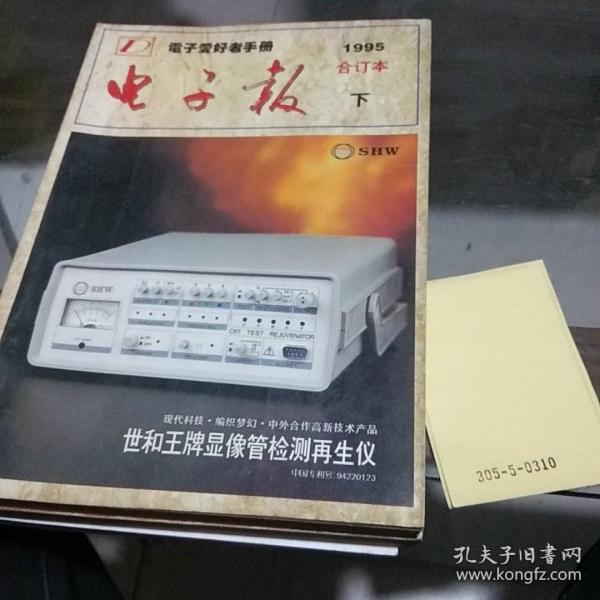 電子愛好者手册
1995
合订本
电子报
下
SHW
SHW
CRT TEST REJUVENATOR
SOCKET
现代科技·编织梦幻·中外合作高新技术产品
世和王牌显像管检测再生仪
中国专利号:94220123
305-5-0310
孔夫子旧书网
www.kongfz.com